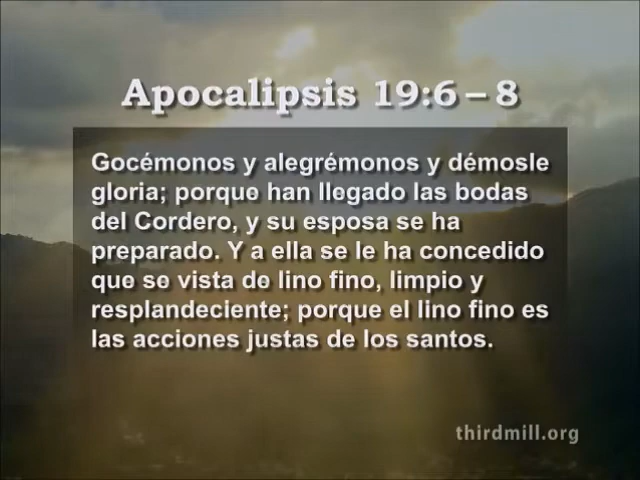 Apocalipsis 19:6 – 8
Gocémonos y alegrémonos y démosle
gloria; porque han llegado las bodas
del Cordero, y su esposa se ha
preparado. Y a ella se le ha concedido
que se vista de lino fino, limpio y
resplandeciente; porque el lino fino es
las acciones justas de los santos.
thirdmill.org